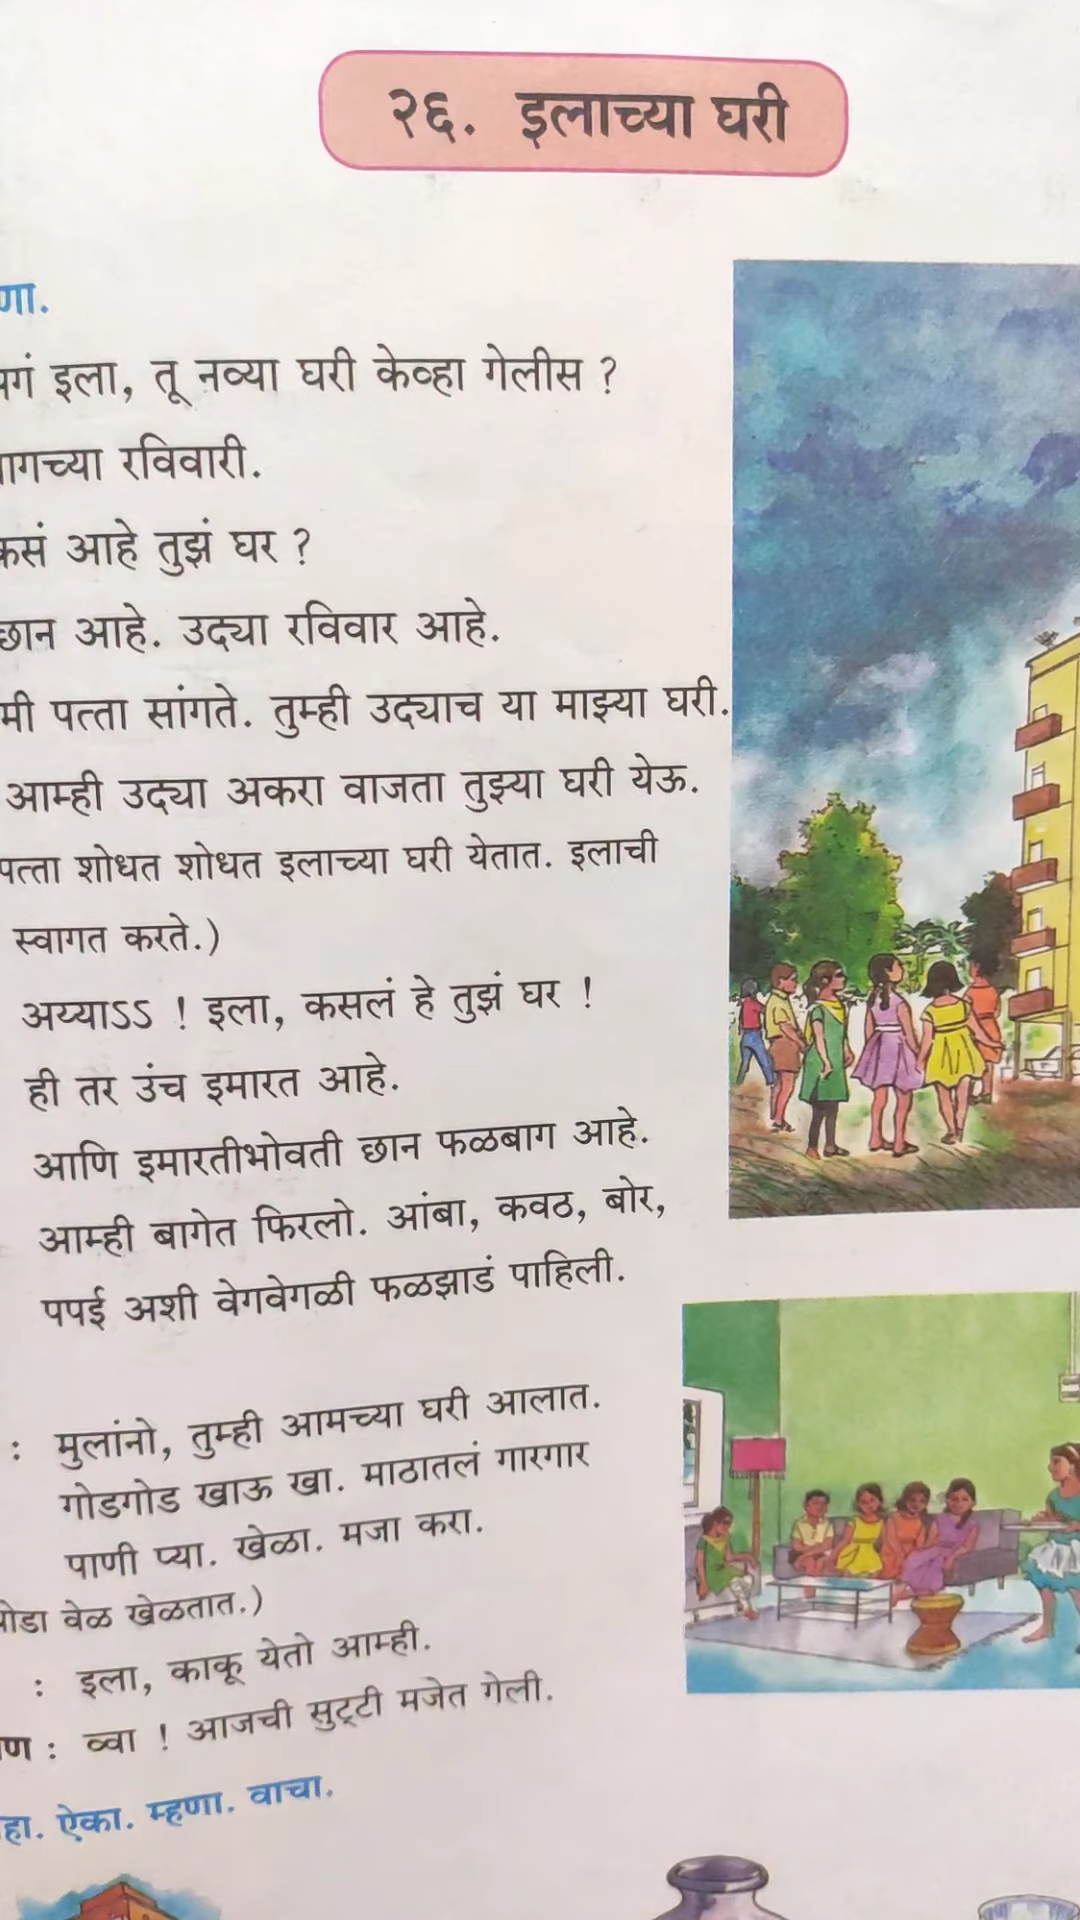 २६. इलाच्या घरी
इला, तू नव्या घरी केव्हा गेलीस ?
रविवारी.
आहे तुझं घर ?
छान आहे. उद्या रविवार आहे.
मी पत्ता सांगते. तुम्ही उद्याच या माझ्या घरी.
आम्ही उद्या अकरा वाजता तुझ्या घरी येऊ.
पत्ता शोधत शोधत इलाच्या घरी येतात. इलाची
स्वागत करते.)
अय्याऽऽ ! इला, कसलं हे तुझं घर !
ही तर उंच इमारत आहे.
आणि इमारतीभोवती छान फळबाग आहे.
आम्ही बागेत फिरलो. आंबा, कवठ, बोर,
पपई अशी वेगवेगळी फळझाडं पाहिली.
: मुलांनो, तुम्ही आमच्या घरी आलात.
गोडगोड खाऊ खा. माठातलं गारगार
पाणी प्या. खेळा. मजा करा.
वेळ खेळतात.)
: इला, काकू येतो आम्ही.
: व्वा ! आजची सुट्टी मजेत गेली.
ऐका. म्हणा. वाचा.